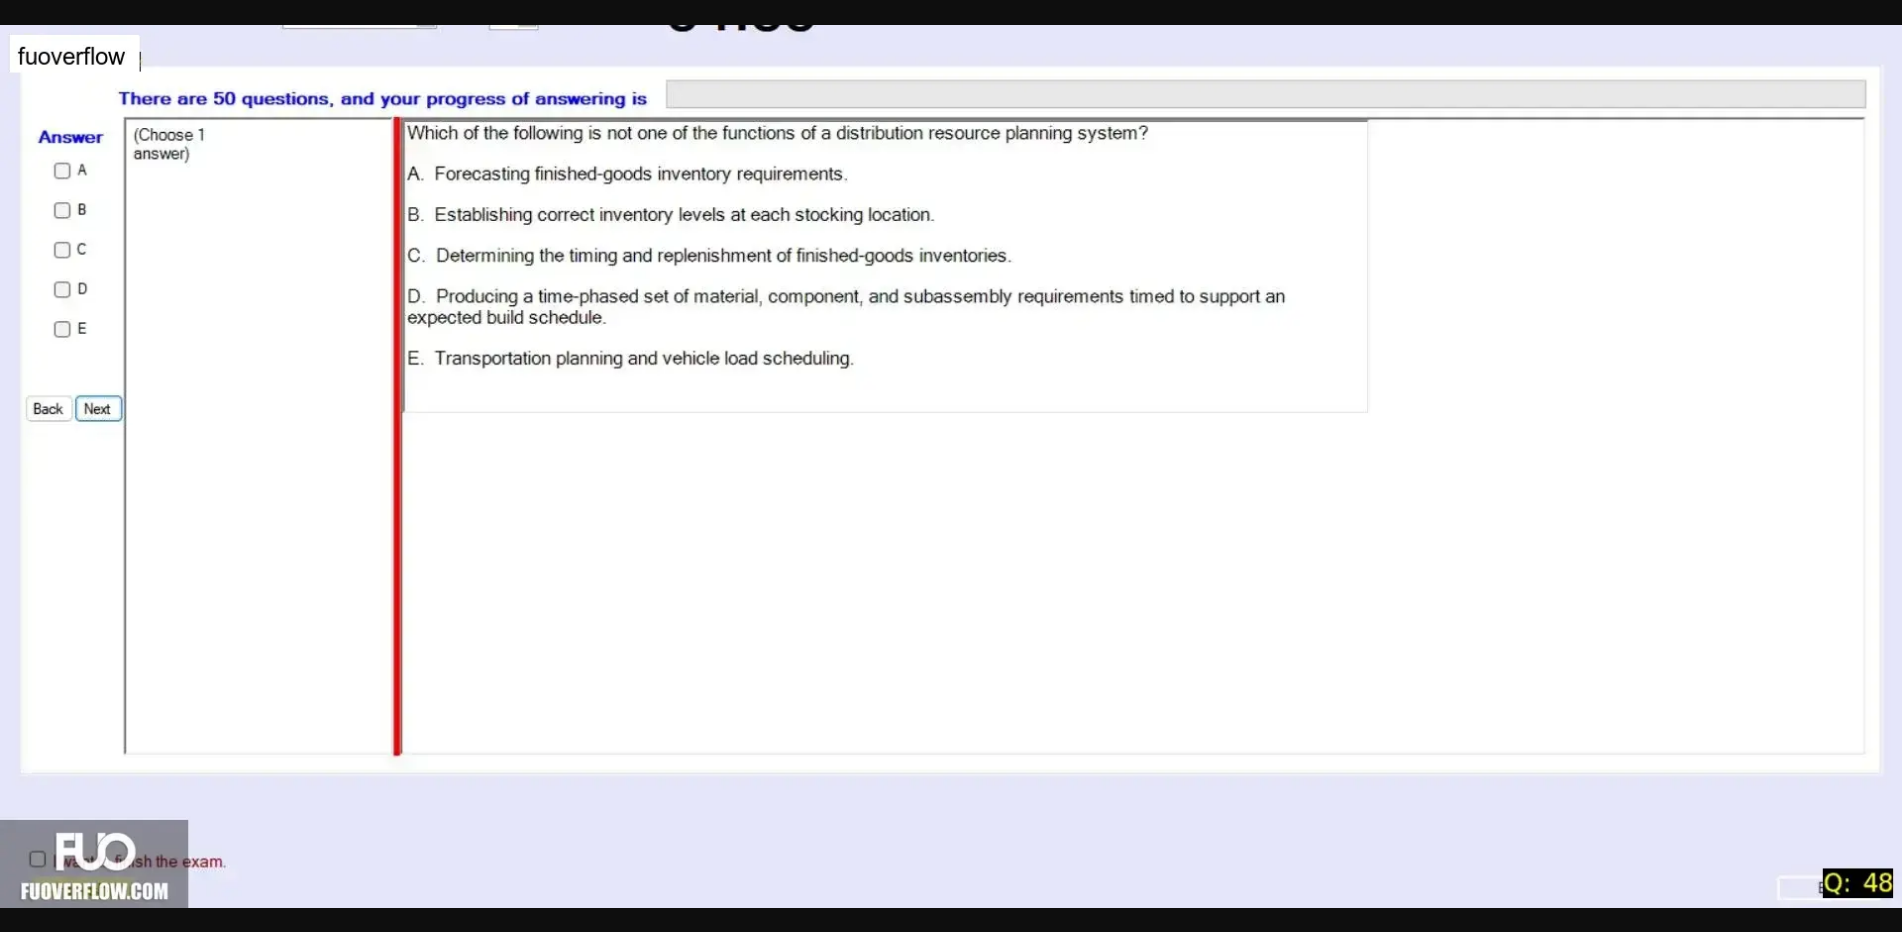 fuoverflow
There are 50 questions, and your progress of answering is
Answer
(Choose 1
answer)
A
B
C
D
E
Back
Next
Which of the following is not one of the functions of a distribution resource planning system?
A. Forecasting finished-goods inventory requirements.
B. Establishing correct inventory levels at each stocking location.
C. Determining the timing and replenishment of finished-goods inventories.
D. Producing a time-phased set of material, component, and subassembly requirements timed to support an
expected build schedule.
E. Transportation planning and vehicle load scheduling.
FUO
the exam.
FUOVERFLOW.COM
Q: 48